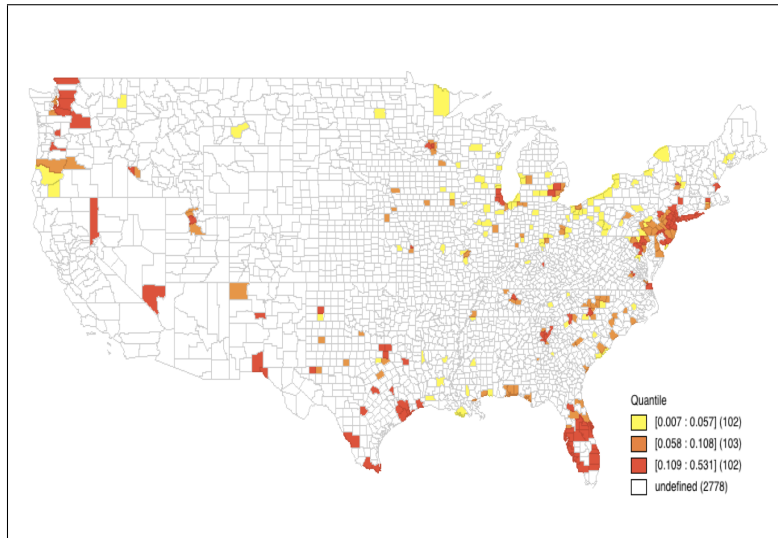 Quantile
[0.007 : 0.057] (102)
[0.058 : 0.108] (103)
[0.109 : 0.531] (102)
undefined (2778)